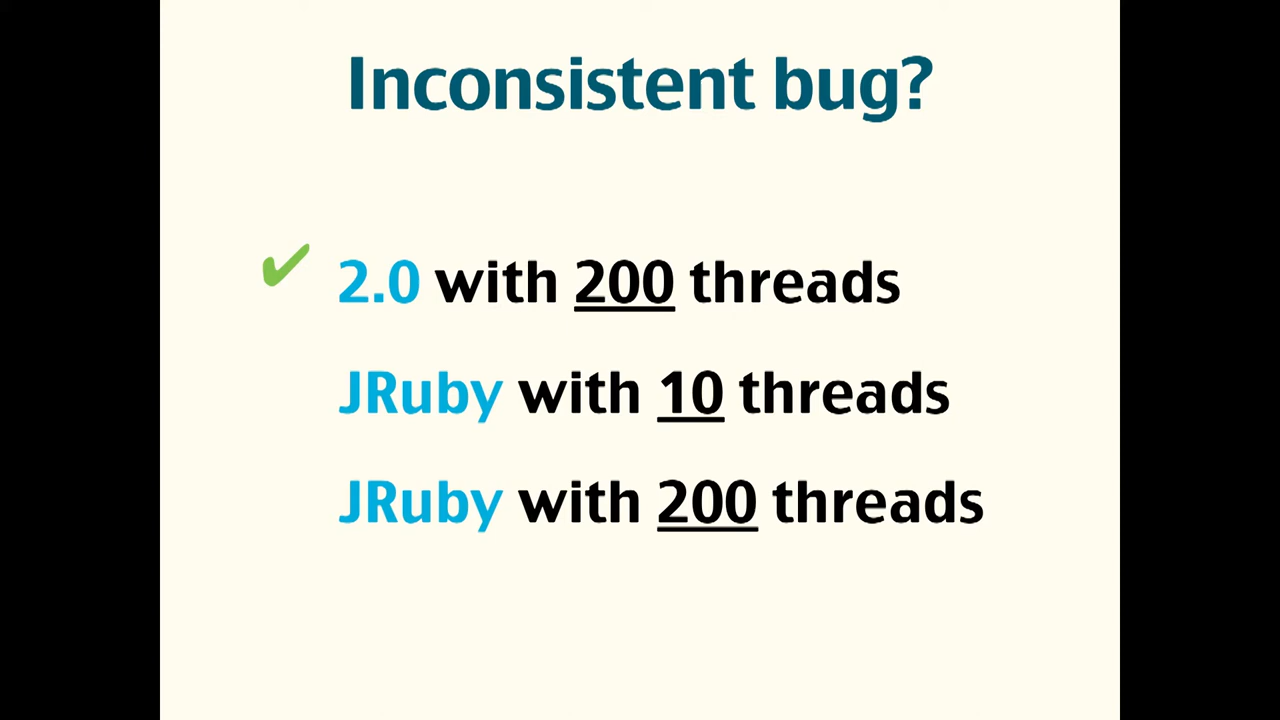 Inconsistent bug?
✔ 2.0 with 200 threads
JRuby with 10 threads
JRuby with 200 threads